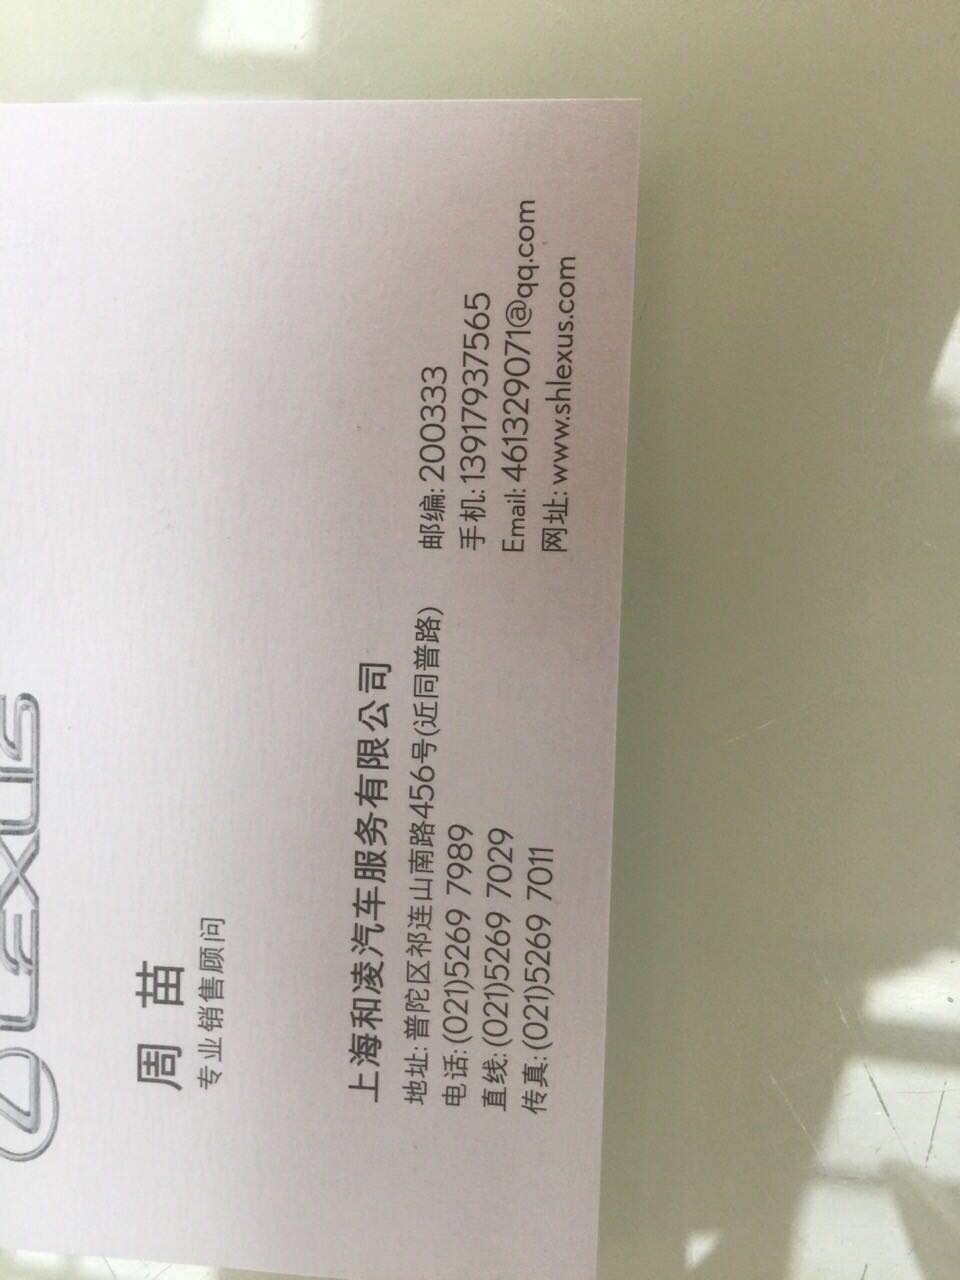 LEXUS
周 苗
专业销售顾问
上海和凌汽车服务有限公司
地址: 普陀区祁连山南路456号(近同普路)
电话: (021)5269 7989
直线: (021)5269 7029
传真: (021)5269 7011
邮编: 200333
手机: 13917937565
Email: 461329071@qq.com
网址: www.shlexus.com